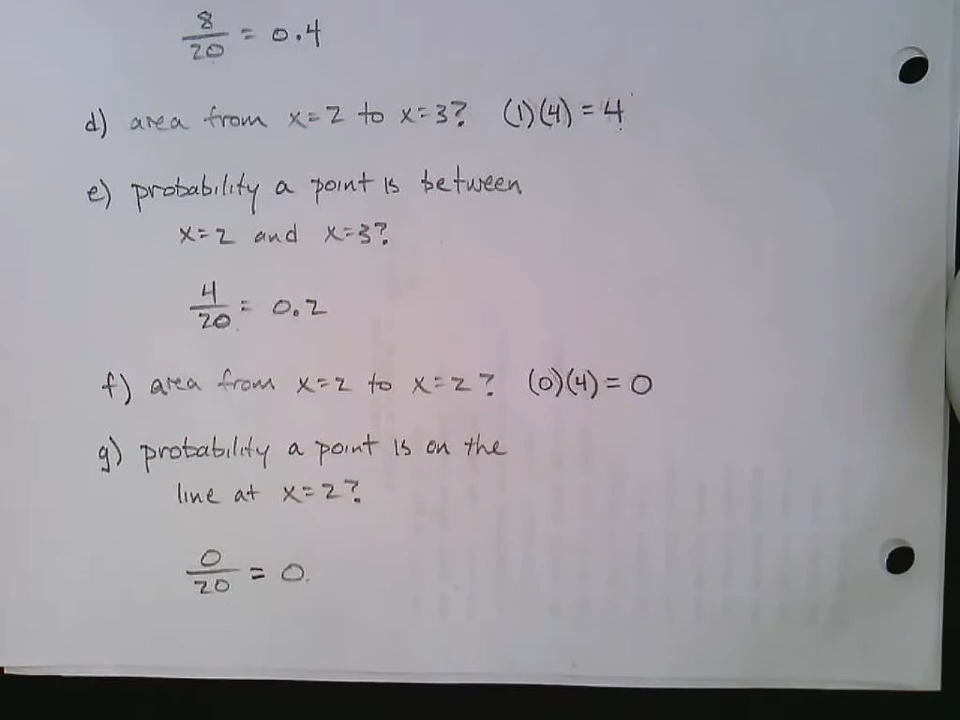 8/20 = 0.4
d) area from x=2 to x=3? (1)(4) = 4
e) probability a point is between
x=2 and x=3?
4/20 = 0.2
f) area from x=2 to x=2? (0)(4) = 0
g) probability a point is on the
line at x=2?
0/20 = 0